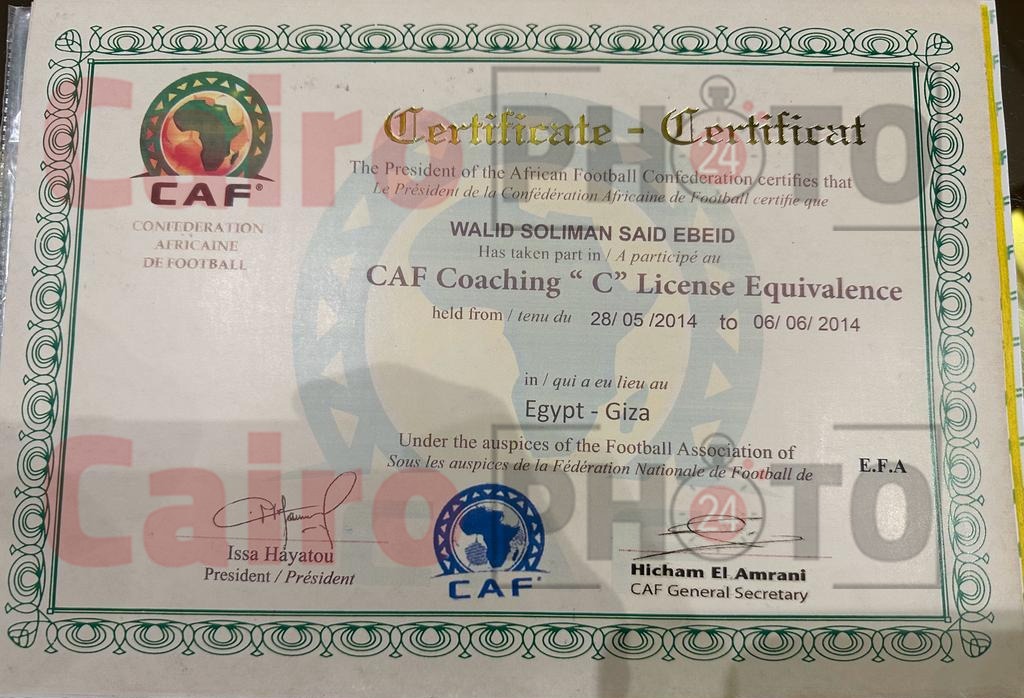 Certificate - Certificat
CAF®
CONFEDERATION
AFRICAINE
DE FOOTBALL
The President of the African Football Confederation certifies that
Le Président de la Confédération Africaine de Football certifie que
WALID SOLIMAN SAID EBEID
Has taken part in / A participé au
CAF Coaching “ C” License Equivalence
held from / tenu du 28/ 05 /2014 to 06/ 06/ 2014
in / qui a eu lieu au
Egypt - Giza
Under the auspices of the Football Association of
Sous les auspices de la Fédération Nationale de Football de
E.F.A
Issa Hayatou
President / Président
CAF
Hicham El Amrani
CAF General Secretary
Cairo PHOTO 24
Cairo PHOTO 24